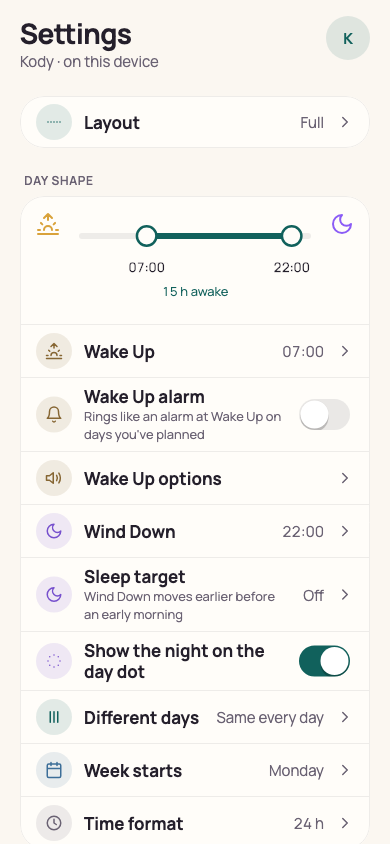 Settings
Kody · on this device
K
Layout
Full
DAY SHAPE
07:00
22:00
15 h awake
Wake Up
07:00
Wake Up alarm
Rings like an alarm at Wake Up on
days you've planned
Wake Up options
Wind Down
22:00
Sleep target
Wind Down moves earlier before
an early morning
Off
Show the night on the
day dot
Different days
Same every day
Week starts
Monday
Time format
24 h